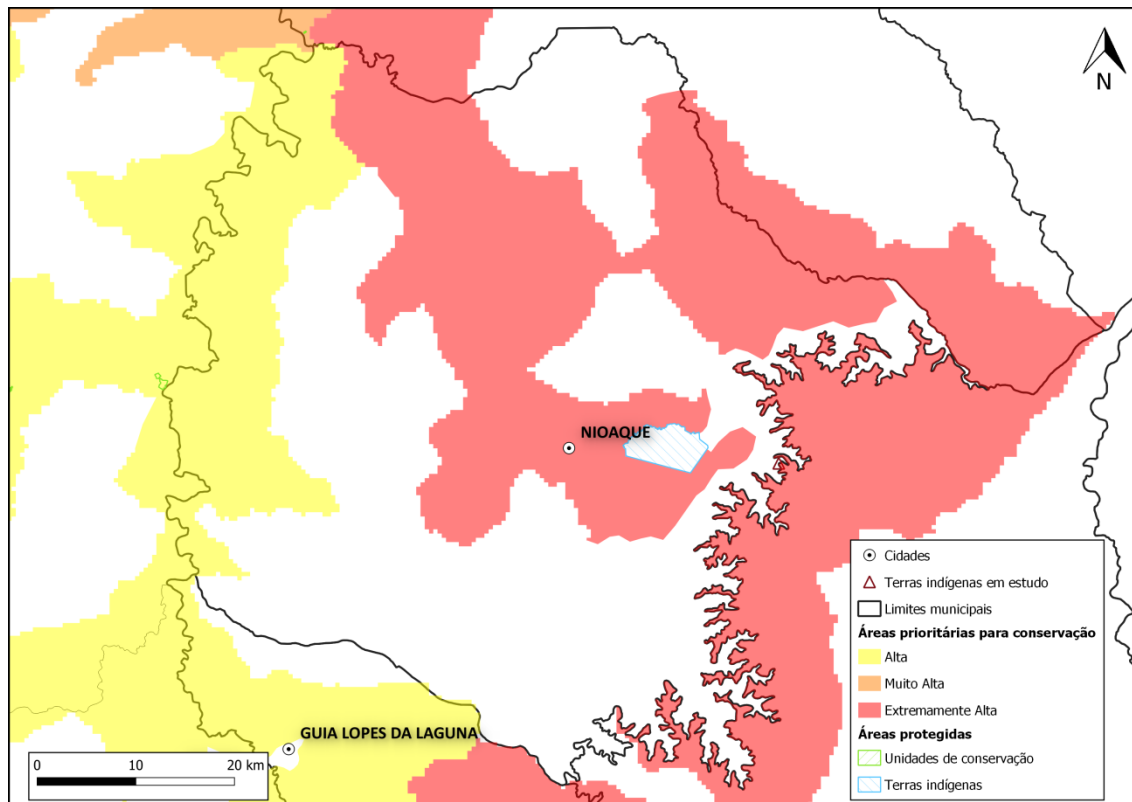 N
NIOAQUE
GUIA LOPES DA LAGUNA
0 10 20 km
Cidades
Terras indígenas em estudo
Limites municipais
Áreas prioritárias para conservação
Alta
Muito Alta
Extremamente Alta
Áreas protegidas
Unidades de conservação
Terras indígenas